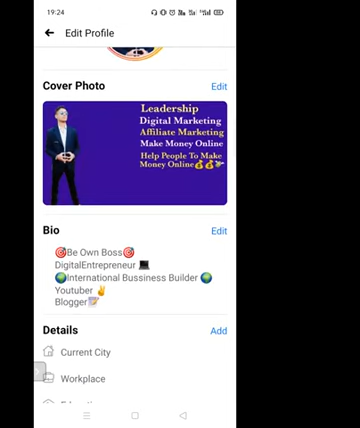 19:24
Edit Profile
Cover Photo
Edit
Leadership
Digital Marketing
Affiliate Marketing
Make Money Online
Help People To Make
Money Online💰💰💸
Bio
Edit
🎯Be Own Boss🎯
DigitalEntrepreneur 💻
🌍International Bussiness Builder 🌍
Youtuber ✌
Blogger📝
Details
Add
Current City
Workplace